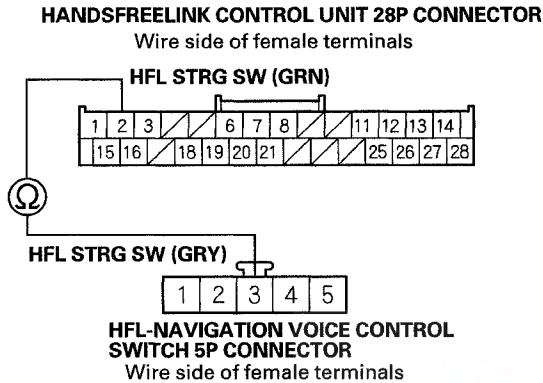 HANDSFREELINK CONTROL UNIT 28P CONNECTOR
Wire side of female terminals
HFL STRG SW (GRN)
1 2 3 6 7 8 11 12 13 14
15 16 18 19 20 21 25 26 27 28
Ω
HFL STRG SW (GRY)
1 2 3 4 5
HFL-NAVIGATION VOICE CONTROL
SWITCH 5P CONNECTOR
Wire side of female terminals